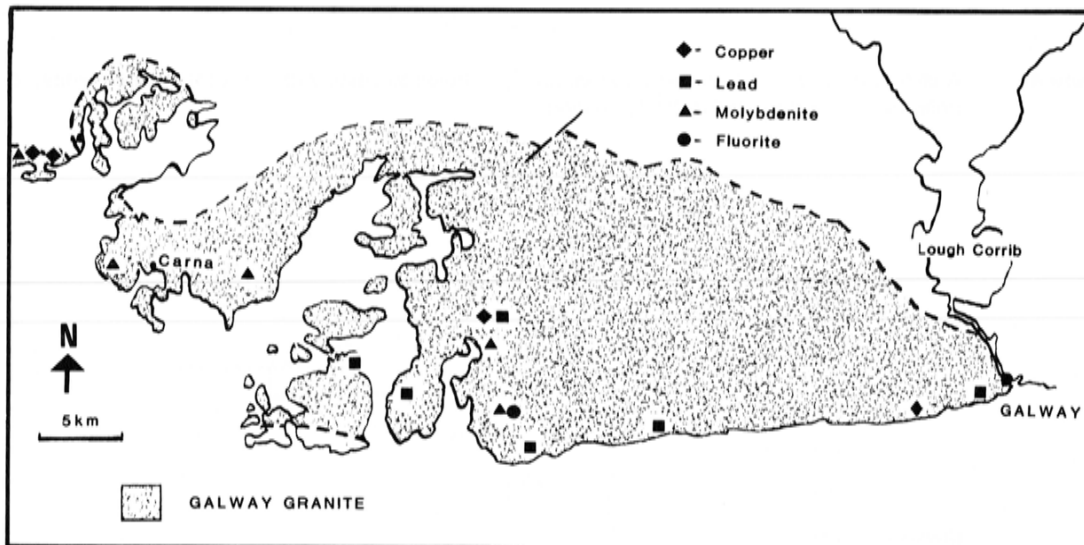 - Copper
- Lead
- Molybdenite
- Fluorite
Lough Corrib
Carna
N
5km
GALWAY
GALWAY GRANITE